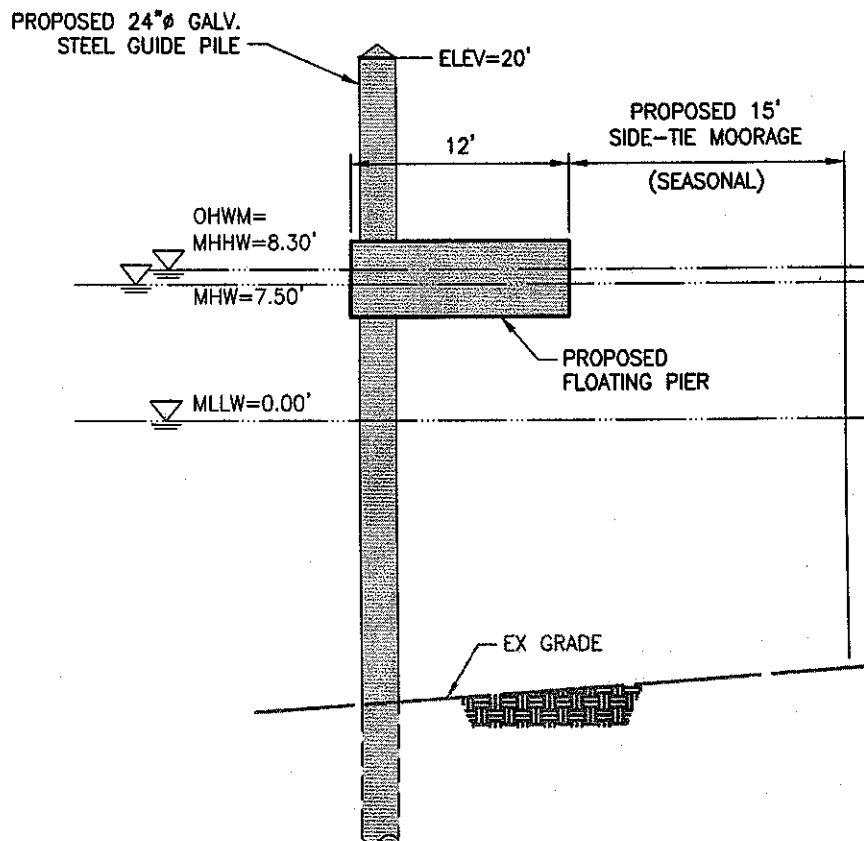 PROPOSED 24"ø GALV.
STEEL GUIDE PILE
ELEV=20'
PROPOSED 15'
SIDE-TIE MOORAGE
(SEASONAL)
12'
OHWM=
MHHW=8.30'
MHW=7.50'
PROPOSED
FLOATING PIER
MLLW=0.00'
EX GRADE